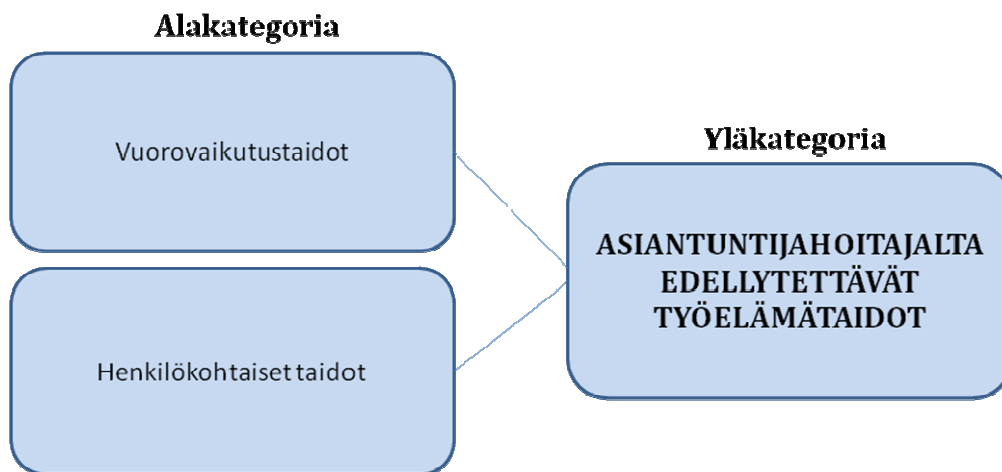 Alakategoria
Vuorovaikutustaidot
Henkilökohtaiset taidot
Yläkategoria
ASIANTUNTIJAHOITAJALTA
EDELLYTETTÄVÄT
TYÖELÄMÄTAIDOT